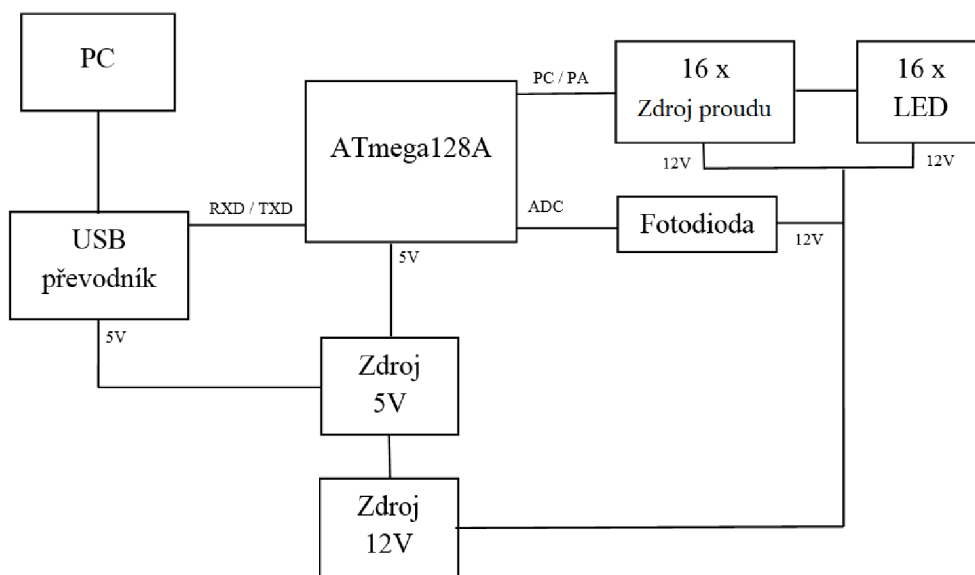 PC
16 x
Zdroj proudu
16 x
LED
PC / PA
ATmega128A
12V
12V
RXD / TXD
ADC
USB
převodník
Fotodioda
12V
5V
5V
Zdroj
5V
Zdroj
12V